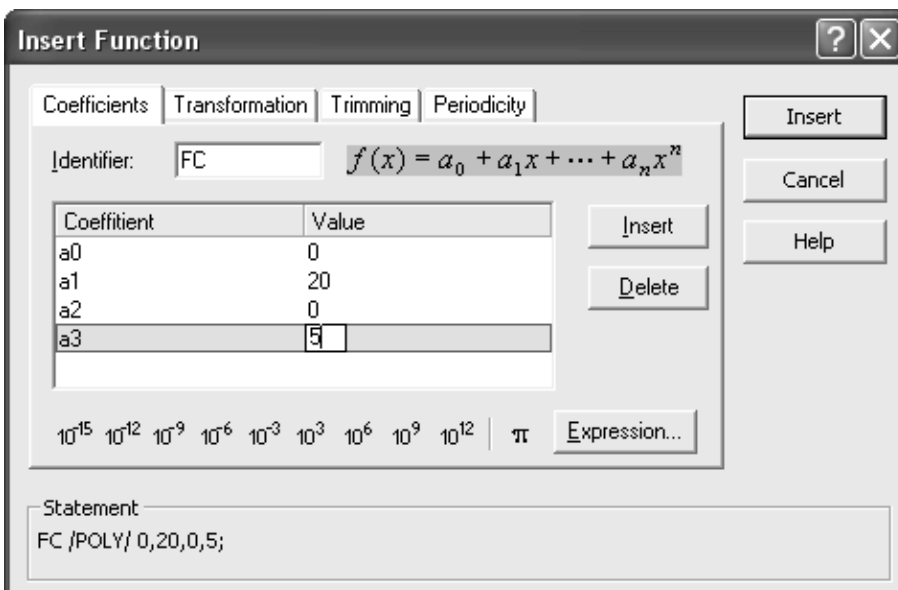 Insert Function
Coefficients Transformation Trimming Periodicity
Insert
Identifier: FC f(x) = a₀ + a₁x + ⋯ + aₙxⁿ
Cancel
Coeffitient Value
Insert
Help
a0 0
a1 20
Delete
a2 0
a3 5
10⁻¹⁵ 10⁻¹² 10⁻⁹ 10⁻⁶ 10⁻³ 10³ 10⁶ 10⁹ 10¹² π Expression...
Statement
FC /POLY/ 0,20,0,5;